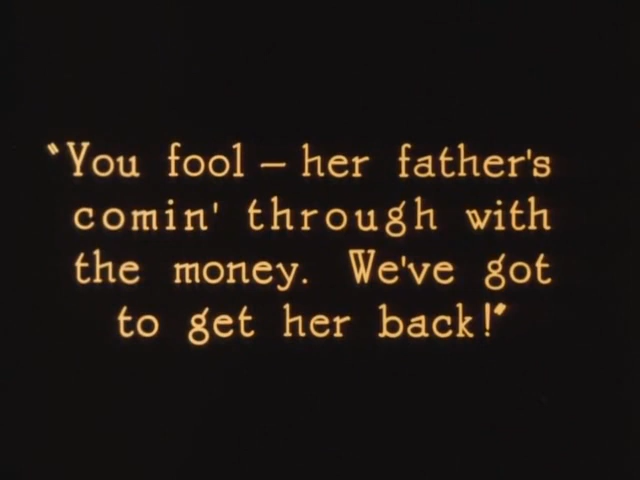 "You fool – her father's
comin' through with
the money. We've got
to get her back!"